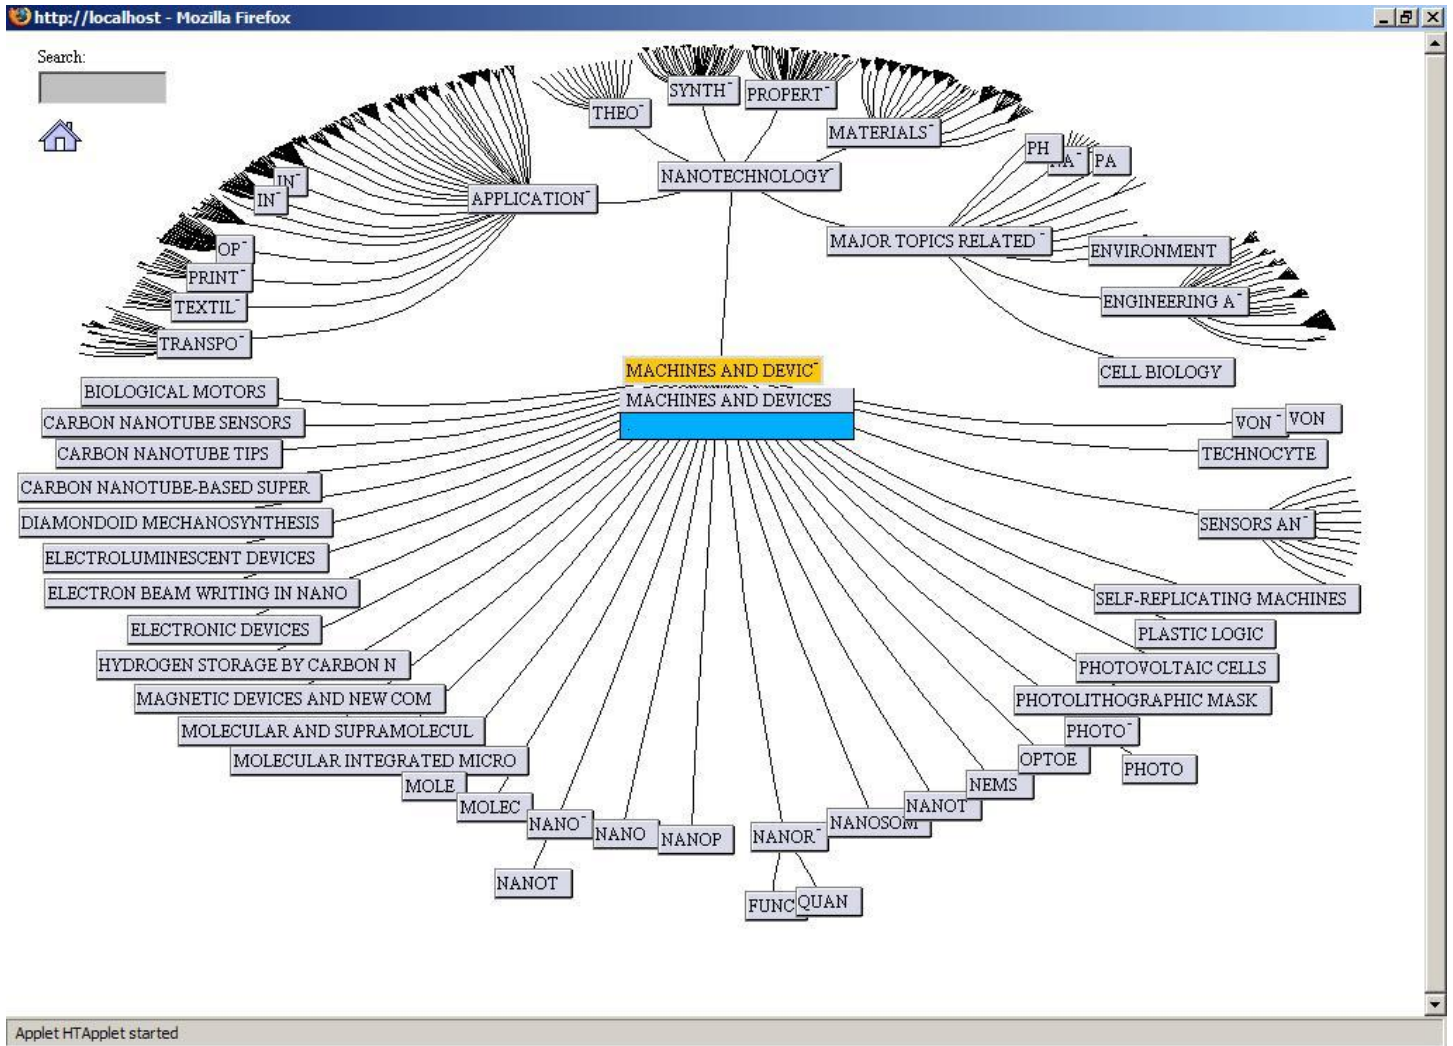 http://localhost - Mozilla Firefox
Search:
THEO
SYNTH
PROPERT
MATERIALS
PH
PA
NANOTECHNOLOGY
IN
IN
APPLICATION
OP
MAJOR TOPICS RELATED
ENVIRONMENT
PRINT
TEXTIL
ENGINEERING A
TRANSPO
MACHINES AND DEVIC
CELL BIOLOGY
BIOLOGICAL MOTORS
MACHINES AND DEVICES
CARBON NANOTUBE SENSORS
VON
VON
CARBON NANOTUBE TIPS
TECHNOCYTE
CARBON NANOTUBE-BASED SUPER
DIAMONDOID MECHANOSYNTHESIS
SENSORS AN
ELECTROLUMINESCENT DEVICES
ELECTRON BEAM WRITING IN NANO
SELF-REPLICATING MACHINES
ELECTRONIC DEVICES
PLASTIC LOGIC
HYDROGEN STORAGE BY CARBON N
PHOTOVOLTAIC CELLS
MAGNETIC DEVICES AND NEW COM
PHOTOLITHOGRAPHIC MASK
MOLECULAR AND SUPRAMOLECUL
PHOTO
MOLECULAR INTEGRATED MICRO
OPTOE
PHOTO
MOLE
NEMS
MOLEC
NANOT
NANO
NANO
NANOP
NANOR
NANOSOM
NANOT
FUNC
QUAN
Applet HTApplet started